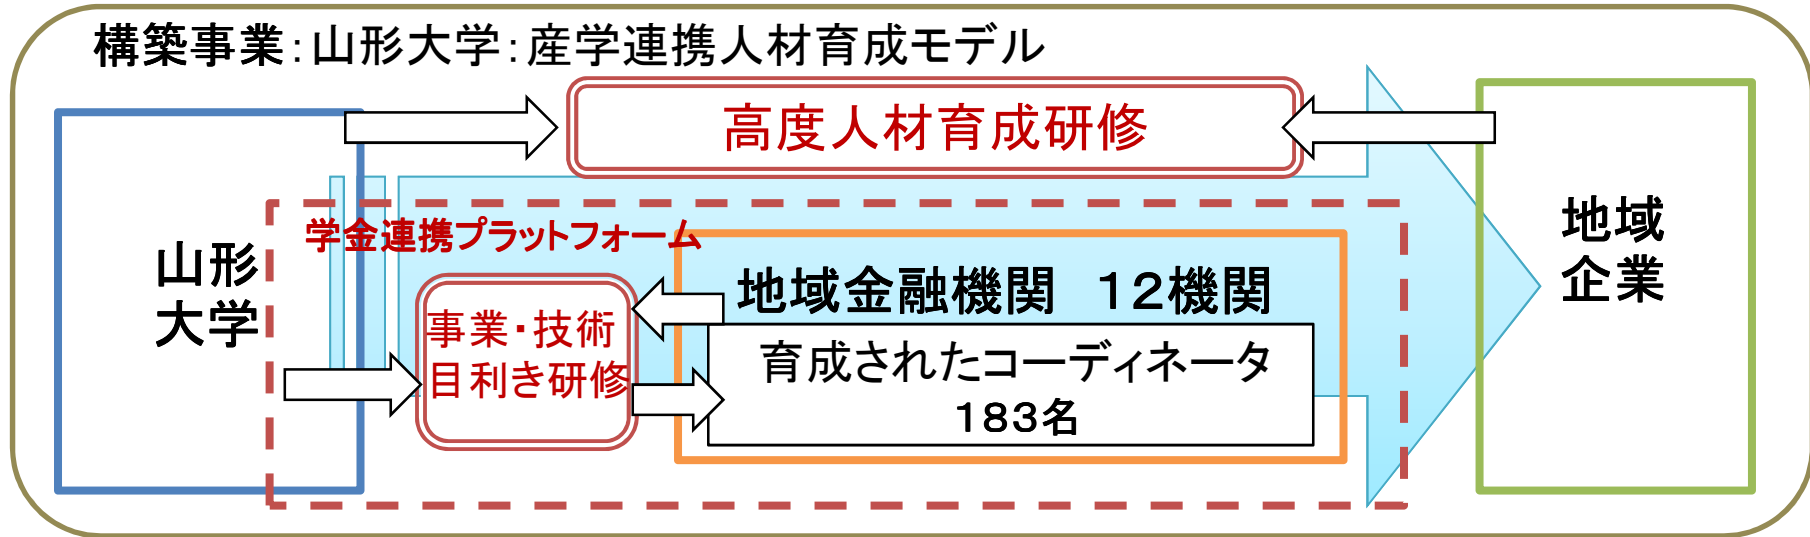 構築事業：山形大学：産学連携人材育成モデル
高度人材育成研修
学金連携プラットフォーム
山形
大学
事業・技術
目利き研修
地域金融機関　１２機関
育成されたコーディネータ
１８３名
地域
企業